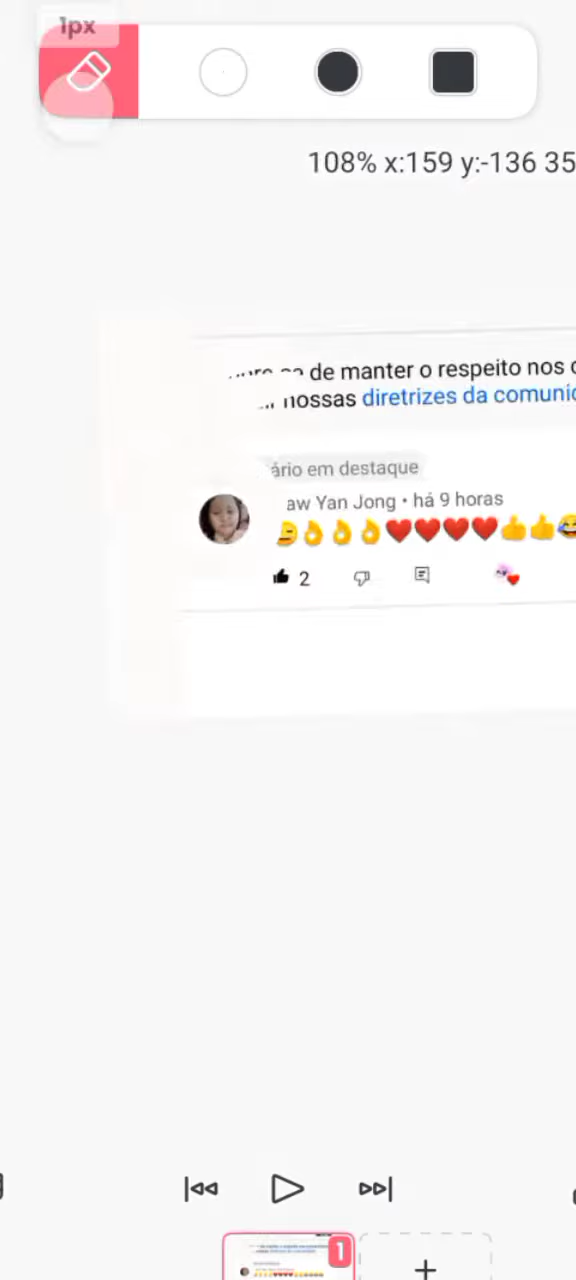 1px
108% x:159 y:-136 35
de manter o respeito nos
nossas diretrizes da comuni
ário em destaque
aw Yan Jong • há 9 horas
2
1